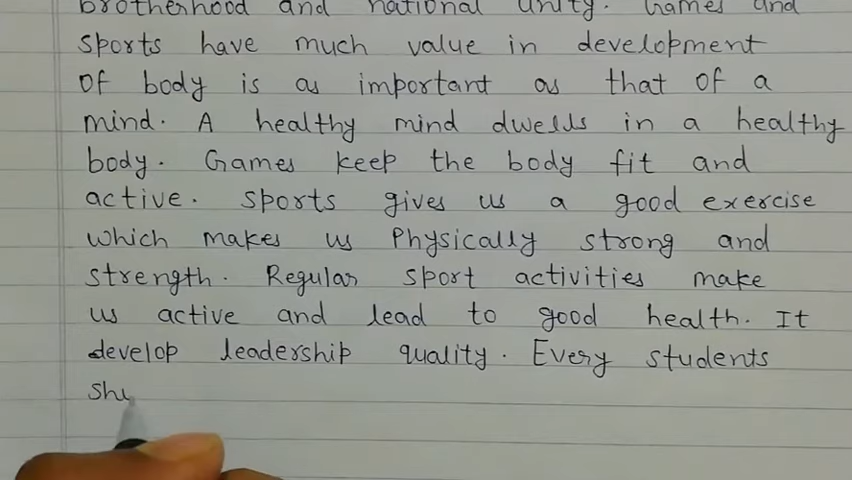 brotherhood and national unity. Games and
sports have much value in development
of body is as important as that of a
mind. A healthy mind dwells in a healthy
body. Games keep the body fit and
active. Sports gives us a good exercise
which makes us Physically strong and
strength. Regular sport activities make
us active and lead to good health. It
develop leadership quality. Every students